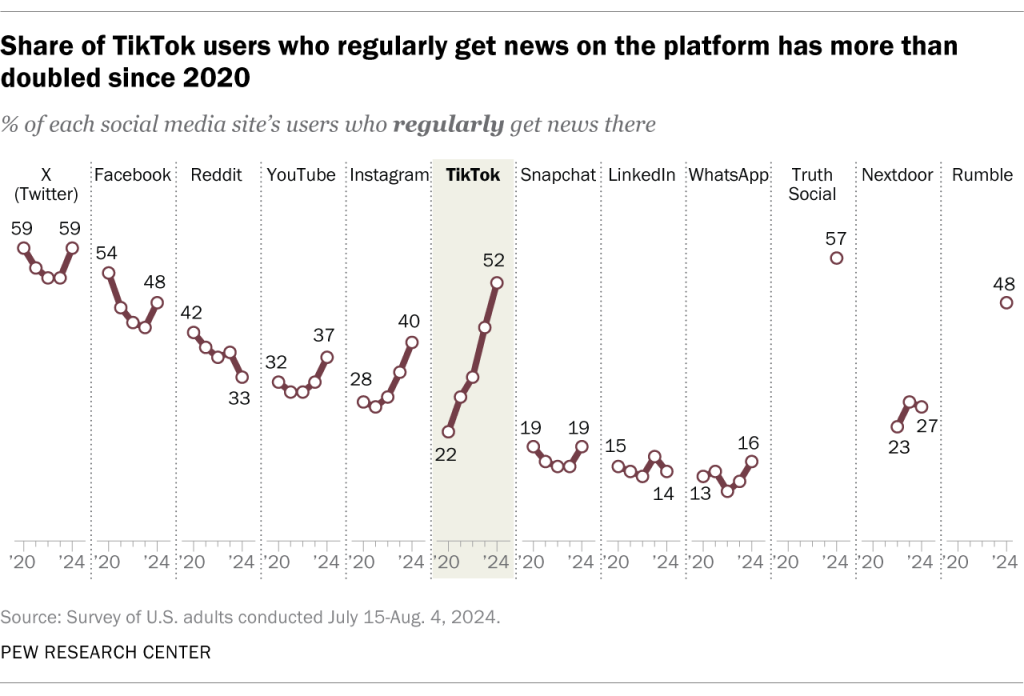 Share of TikTok users who regularly get news on the platform has more than
doubled since 2020
% of each social media site’s users who regularly get news there
X
(Twitter)
Facebook
Reddit
YouTube
Instagram
TikTok
Snapchat
LinkedIn
WhatsApp
Truth
Social
Nextdoor
Rumble
59 59
54 48
42 33
32 37
28 40
22 52
19 19
15 14
13 16
57
23 27
48
’20 ’24
’20 ’24
’20 ’24
’20 ’24
’20 ’24
’20 ’24
’20 ’24
’20 ’24
’20 ’24
’20 ’24
’20 ’24
’20 ’24
Source: Survey of U.S. adults conducted July 15-Aug. 4, 2024.
PEW RESEARCH CENTER